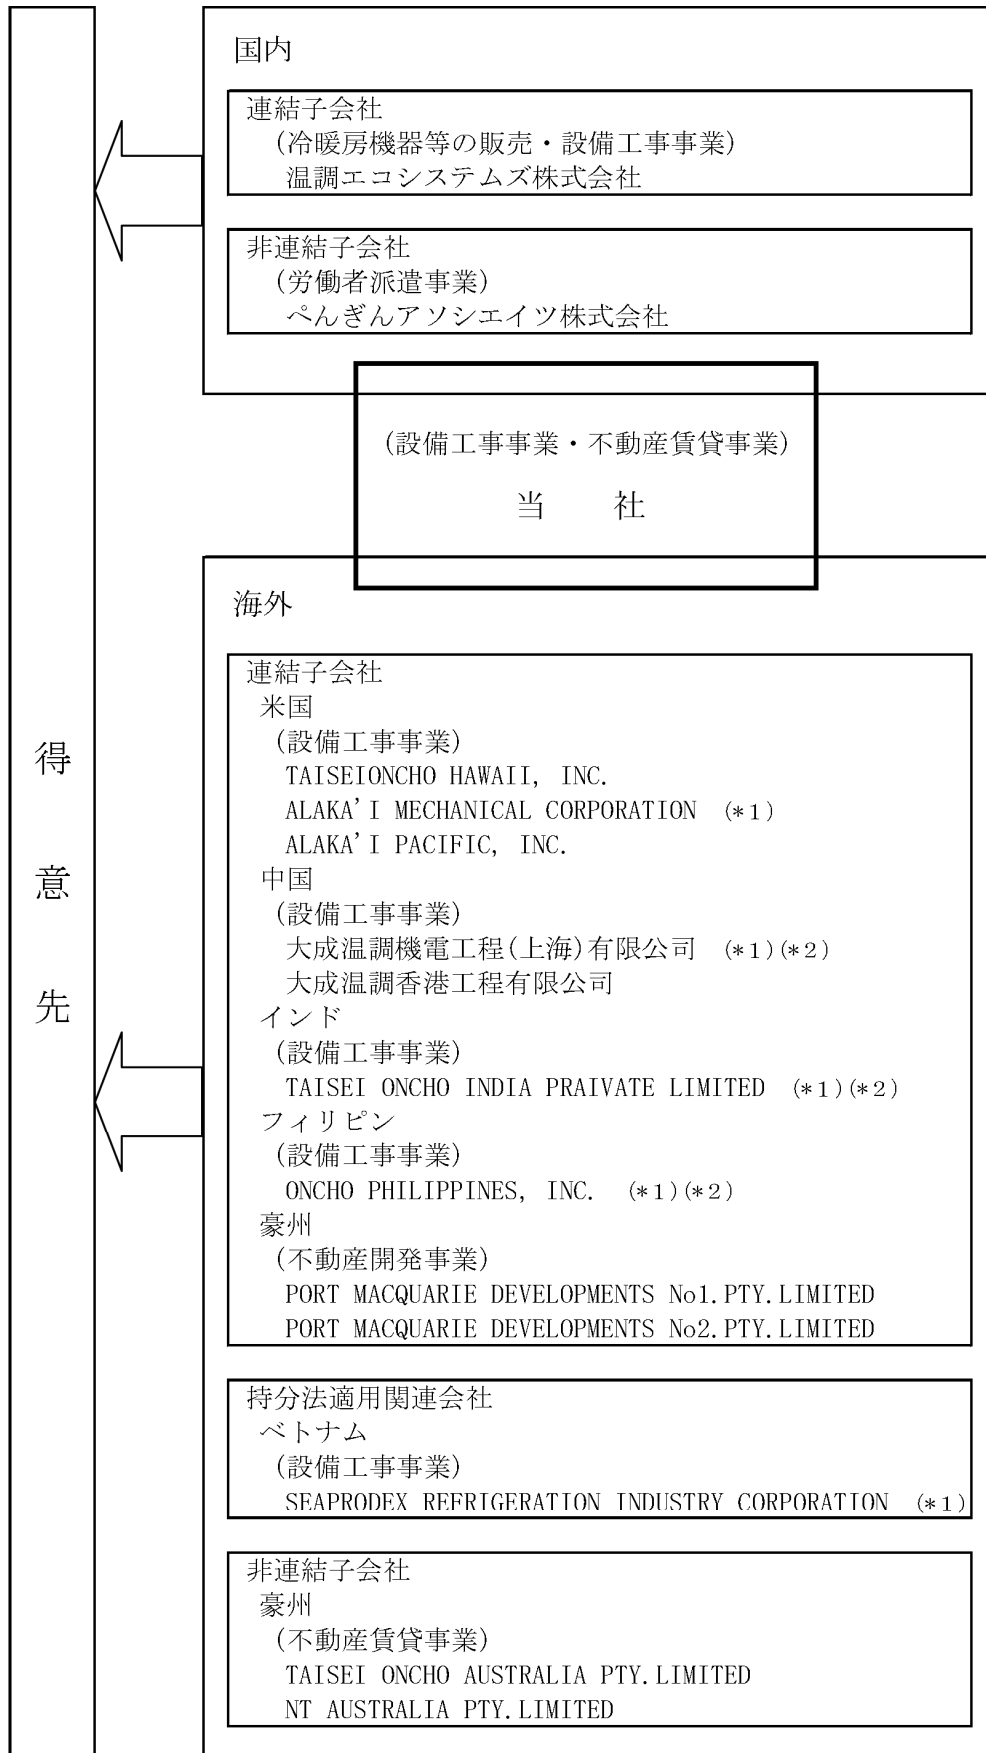 国内
連結子会社
(冷暖房機器等の販売・設備工事事業)
温調エコシステムズ株式会社
非連結子会社
(労働者派遣事業)
ぺんぎんアソシエイツ株式会社
(設備工事事業・不動産賃貸事業)
当　　社
得意先
海外
連結子会社
米国
(設備工事事業)
TAISEIONCHO HAWAII, INC.
ALAKA'I MECHANICAL CORPORATION (*1)
ALAKA'I PACIFIC, INC.
中国
(設備工事事業)
大成温調機電工程(上海)有限公司 (*1)(*2)
大成温調香港工程有限公司
インド
(設備工事事業)
TAISEI ONCHO INDIA PRAIVATE LIMITED (*1)(*2)
フィリピン
(設備工事事業)
ONCHO PHILIPPINES, INC. (*1)(*2)
豪州
(不動産開発事業)
PORT MACQUARIE DEVELOPMENTS No1.PTY.LIMITED
PORT MACQUARIE DEVELOPMENTS No2.PTY.LIMITED
持分法適用関連会社
ベトナム
(設備工事事業)
SEAPRODEX REFRIGERATION INDUSTRY CORPORATION (*1)
非連結子会社
豪州
(不動産賃貸事業)
TAISEI ONCHO AUSTRALIA PTY.LIMITED
NT AUSTRALIA PTY.LIMITED